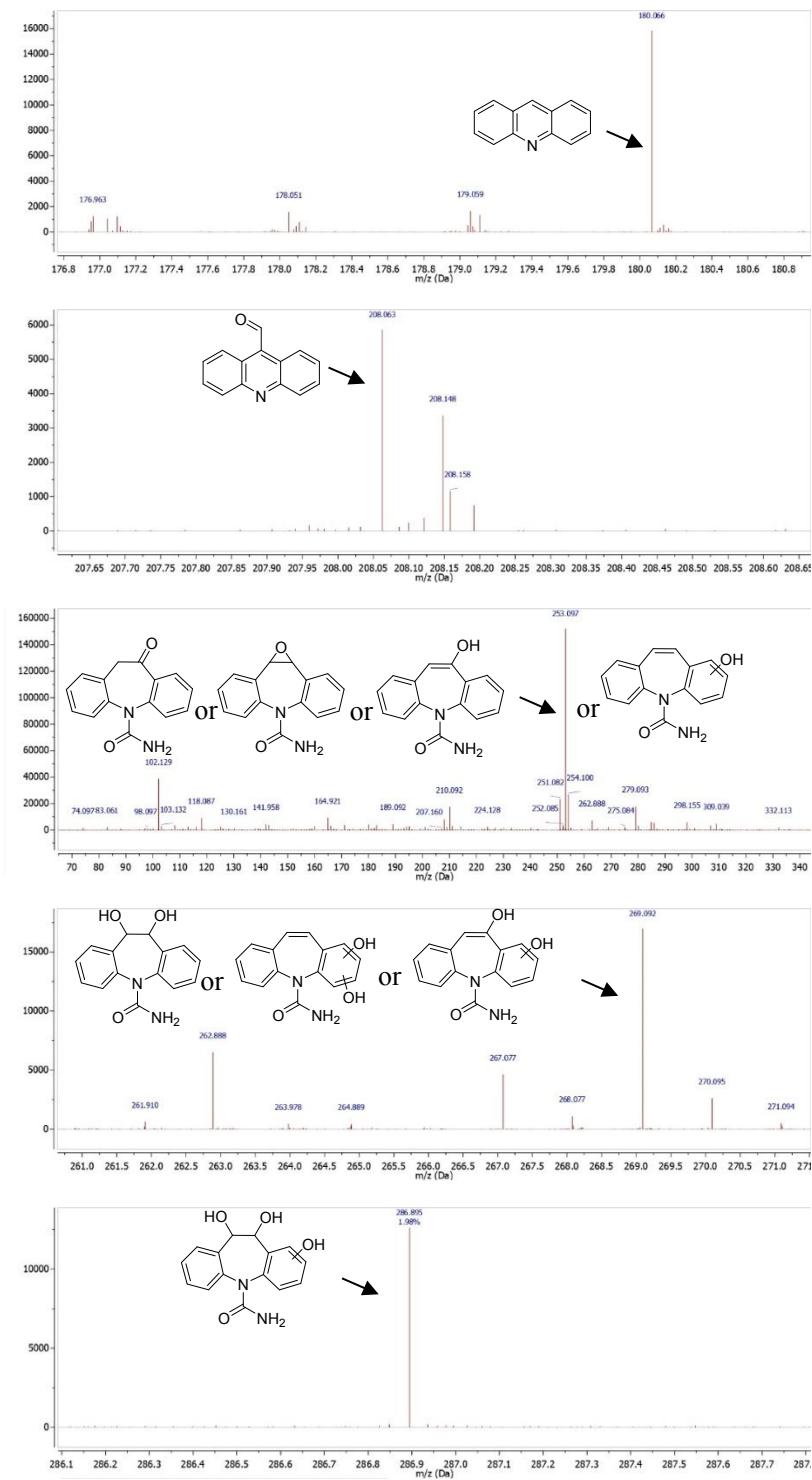 180.066
16000
14000
12000
10000
8000
6000
4000
2000
0
N
176.963
178.051
179.059
176.8 177.0 177.2 177.4 177.6 177.8 178.0 178.2 178.4 178.6 178.8 179.0 179.2 179.4 179.6 179.8 180.0 180.2 180.4 180.6 180.8
m/z (Da)
208.063
6000
5000
4000
3000
2000
1000
0
O
N
208.148
208.158
207.65 207.70 207.75 207.80 207.85 207.90 207.95 208.00 208.05 208.10 208.15 208.20 208.25 208.30 208.35 208.40 208.45 208.50 208.55 208.60 208.65
m/z (Da)
253.097
160000
140000
120000
100000
80000
60000
40000
20000
0
O
N
O NH2
or
O
N
O NH2
or
OH
N
O NH2
or
OH
N
O NH2
102.129
74.097 83.061 98.097 103.132 118.087 130.161 141.958 164.921 189.092 207.160 210.092 224.128 251.082 252.085 254.100 262.888 275.084 279.093 298.155 309.039 332.113
70 80 90 100 110 120 130 140 150 160 170 180 190 200 210 220 230 240 250 260 270 280 290 300 310 320 330 340
m/z (Da)
269.092
15000
10000
5000
0
HO OH
N
O NH2
or
OH
OH
N
O NH2
or
OH
OH
N
O NH2
261.910
262.888
263.978
264.889
267.077
268.077
270.095
271.094
261.0 261.5 262.0 262.5 263.0 263.5 264.0 264.5 265.0 265.5 266.0 266.5 267.0 267.5 268.0 268.5 269.0 269.5 270.0 270.5 271.0
m/z (Da)
286.895
1.98%
10000
5000
0
HO OH
OH
N
O NH2
286.1 286.2 286.3 286.4 286.5 286.6 286.7 286.8 286.9 287.0 287.1 287.2 287.3 287.4 287.5 287.6 287.7
m/z (Da)